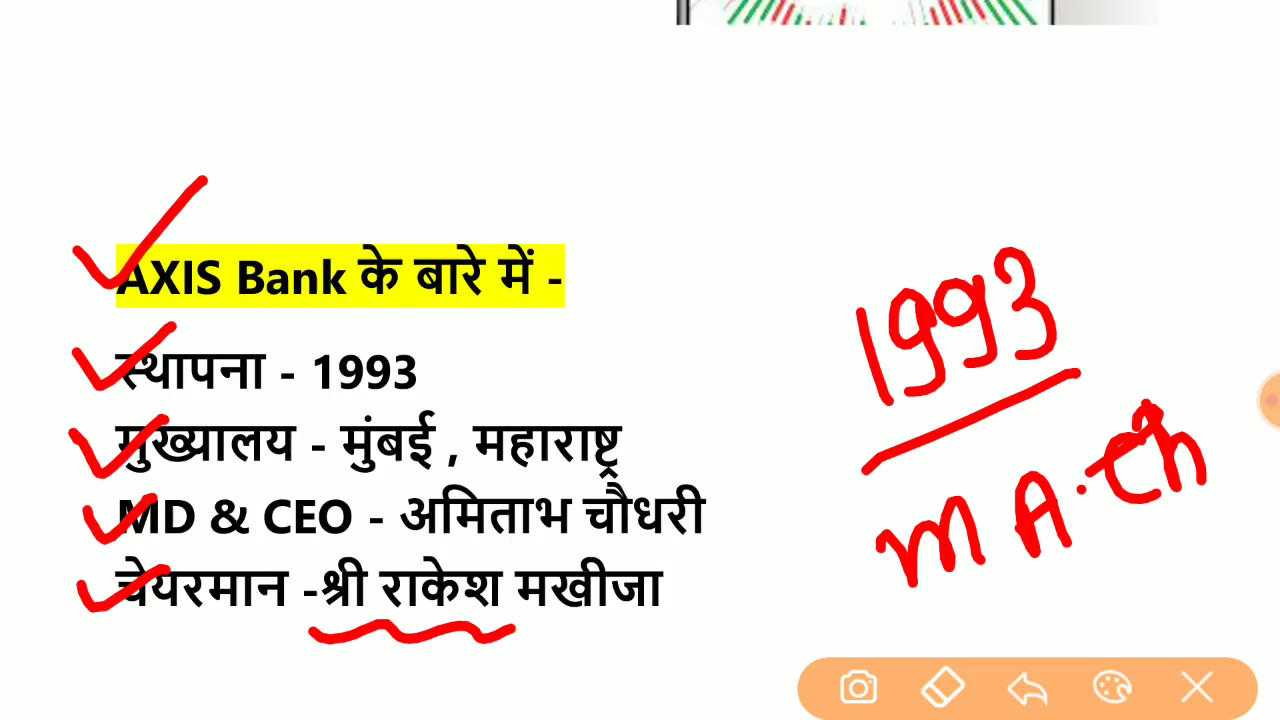 AXIS Bank के बारे में -
स्थापना - 1993
मुख्यालय - मुंबई , महाराष्ट्र
MD & CEO - अमिताभ चौधरी
चेयरमान -श्री राकेश मखीजा
1993
M A.Ch